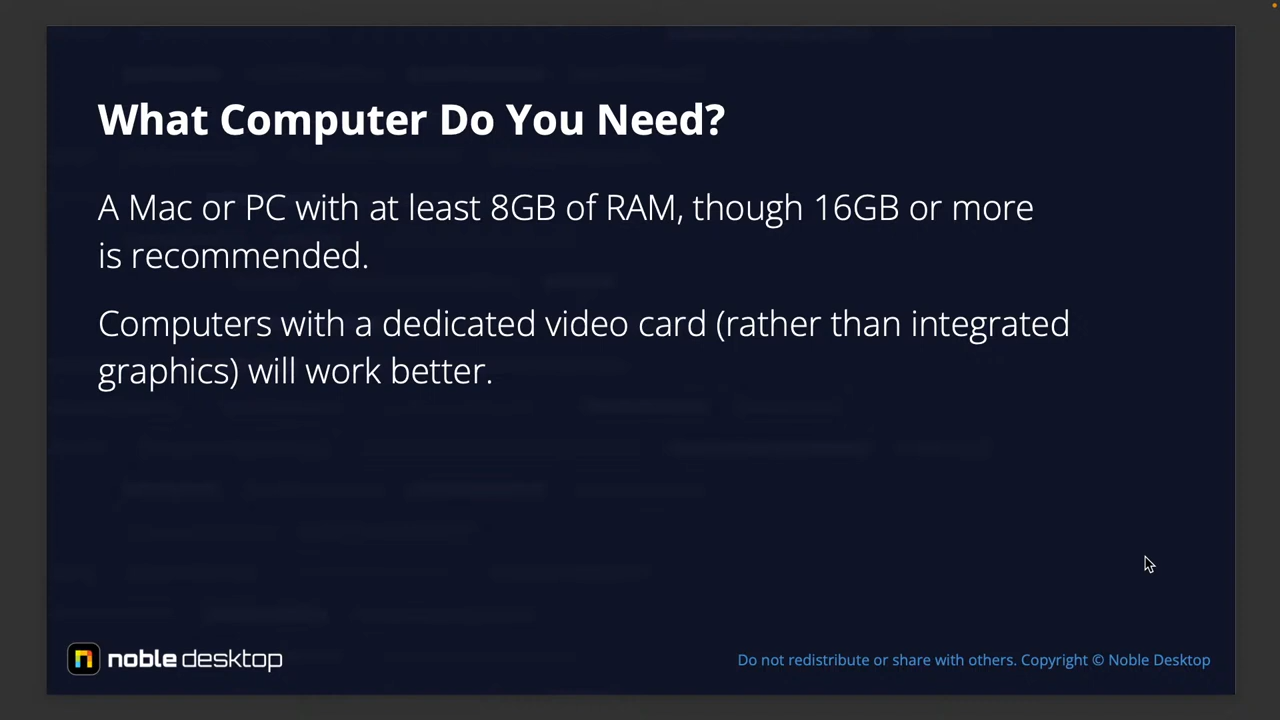 What Computer Do You Need?
A Mac or PC with at least 8GB of RAM, though 16GB or more
is recommended.
Computers with a dedicated video card (rather than integrated
graphics) will work better.
noble desktop
Do not redistribute or share with others. Copyright © Noble Desktop